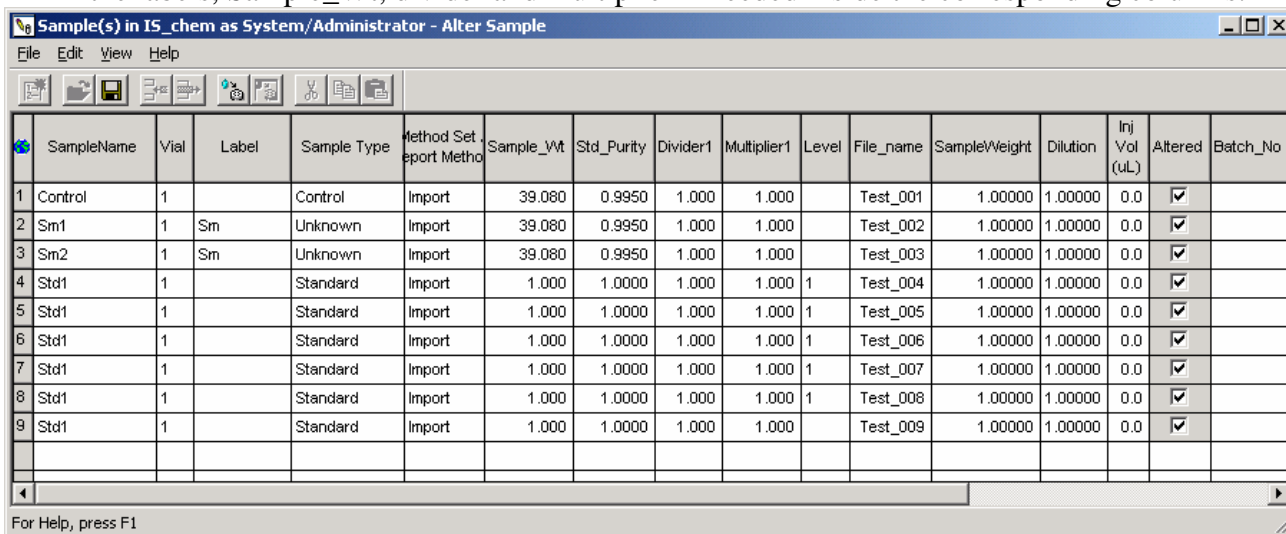 Sample(s) in IS_chem as System/Administrator - Alter Sample
File Edit View Help
SampleName Vial Label Sample Type Method Set / Report Metho Sample_Wt Std_Purity Divider1 Multiplier1 Level File_name SampleWeight Dilution Inj Vol (uL) Altered Batch_No
1 Control 1 Control Import 39.080 0.9950 1.000 1.000 Test_001 1.00000 1.00000 0.0
2 Sm1 1 Sm Unknown Import 39.080 0.9950 1.000 1.000 Test_002 1.00000 1.00000 0.0
3 Sm2 1 Sm Unknown Import 39.080 0.9950 1.000 1.000 Test_003 1.00000 1.00000 0.0
4 Std1 1 Standard Import 1.000 1.0000 1.000 1.000 1 Test_004 1.00000 1.00000 0.0
5 Std1 1 Standard Import 1.000 1.0000 1.000 1.000 1 Test_005 1.00000 1.00000 0.0
6 Std1 1 Standard Import 1.000 1.0000 1.000 1.000 1 Test_006 1.00000 1.00000 0.0
7 Std1 1 Standard Import 1.000 1.0000 1.000 1.000 1 Test_007 1.00000 1.00000 0.0
8 Std1 1 Standard Import 1.000 1.0000 1.000 1.000 1 Test_008 1.00000 1.00000 0.0
9 Std1 1 Standard Import 1.000 1.0000 1.000 1.000 Test_009 1.00000 1.00000 0.0
For Help, press F1